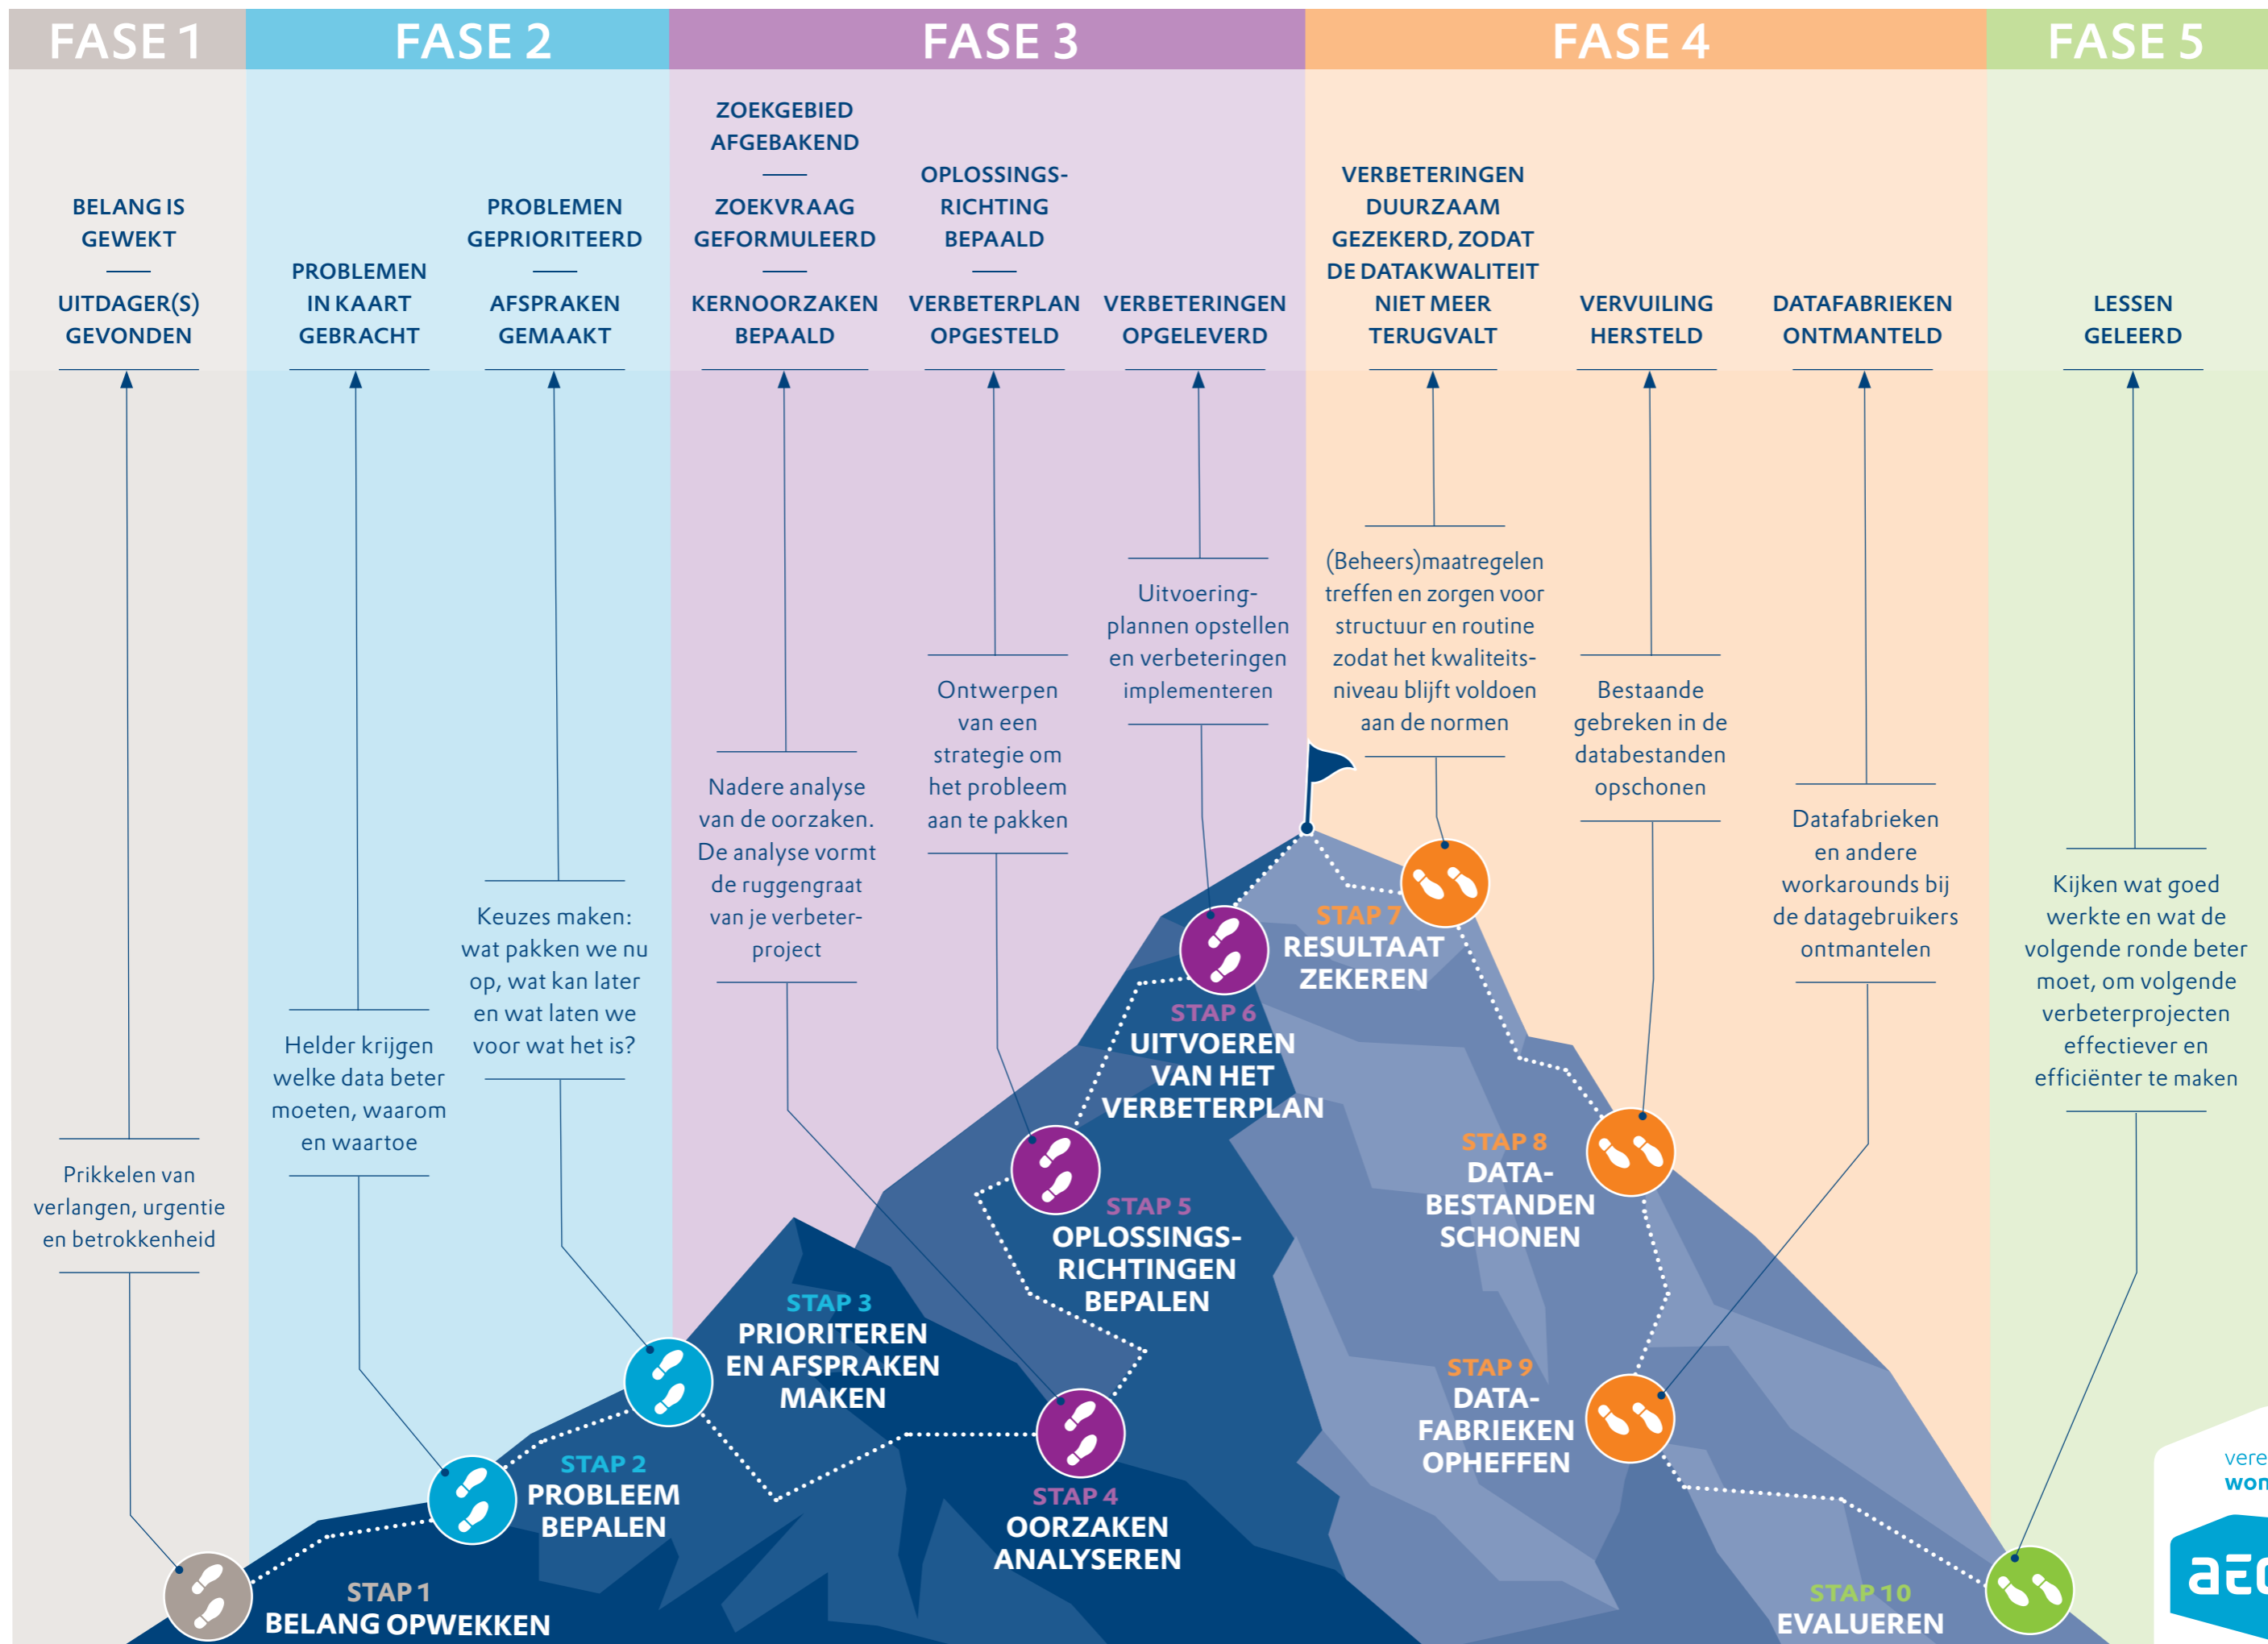 FASE 1
FASE 2
FASE 3
FASE 4
FASE 5
BELANG IS
GEWEKT
UITDAGER(S)
GEVONDEN
PROBLEMEN
IN KAART
GEBRACHT
PROBLEMEN
GEPRIORITEERD
AFSPRAKEN
GEMAAKT
ZOEKGEBIED
AFGEBAKEND
ZOEKVRAAG
GEFORMULEERD
KERNOORZAKEN
BEPAALD
OPLOSSINGS-
RICHTING
BEPAALD
VERBETERPLAN
OPGESTELD
VERBETERINGEN
OPGELEVERD
VERBETERINGEN
DUURZAAM
GEZEKERD, ZODAT
DE DATAKWALITEIT
NIET MEER
TERUGVALT
VERVUILING
HERSTELD
DATAFABRIEKEN
ONTMANTELD
LESSEN
GELEERD
Prikkelen van
verlangen, urgentie
en betrokkenheid
Helder krijgen
welke data beter
moeten, waarom
en waartoe
Keuzes maken:
wat pakken we nu
op, wat kan later
en wat laten we
voor wat het is?
Nadere analyse
van de oorzaken.
De analyse vormt
de ruggengraat
van je verbeter-
project
Ontwerpen
van een
strategie om
het probleem
aan te pakken
Uitvoering-
plannen opstellen
en verbeteringen
implementeren
(Beheers)maatregelen
treffen en zorgen voor
structuur en routine
zodat het kwaliteits-
niveau blijft voldoen
aan de normen
Bestaande
gebreken in de
databestanden
opschonen
Datafabrieken
en andere
workarounds bij
de datagebruikers
ontmantelen
Kijken wat goed
werkte en wat de
volgende ronde beter
moet, om volgende
verbeterprojecten
effectiever en
efficiënter te maken
STAP 1
BELANG OPWEKKEN
STAP 2
PROBLEEM
BEPALEN
STAP 3
PRIORITEREN
EN AFSPRAKEN
MAKEN
STAP 4
OORZAKEN
ANALYSEREN
STAP 5
OPLOSSINGS-
RICHTINGEN
BEPALEN
STAP 6
UITVOEREN
VAN HET
VERBETERPLAN
STAP 7
RESULTAAT
ZEKEREN
STAP 8
DATA-
BESTANDEN
SCHONEN
STAP 9
DATA-
FABRIEKEN
OPHEFFEN
STAP 10
EVALUEREN